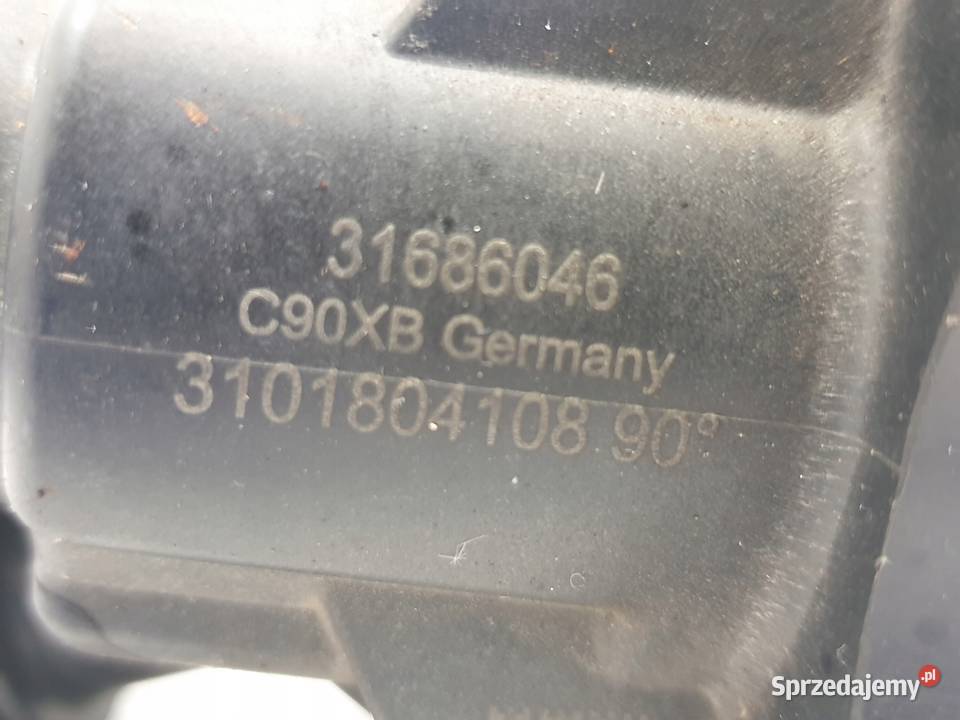 31686046
C90XB Germany
3101804108 90°
Sprzedajemy.pl